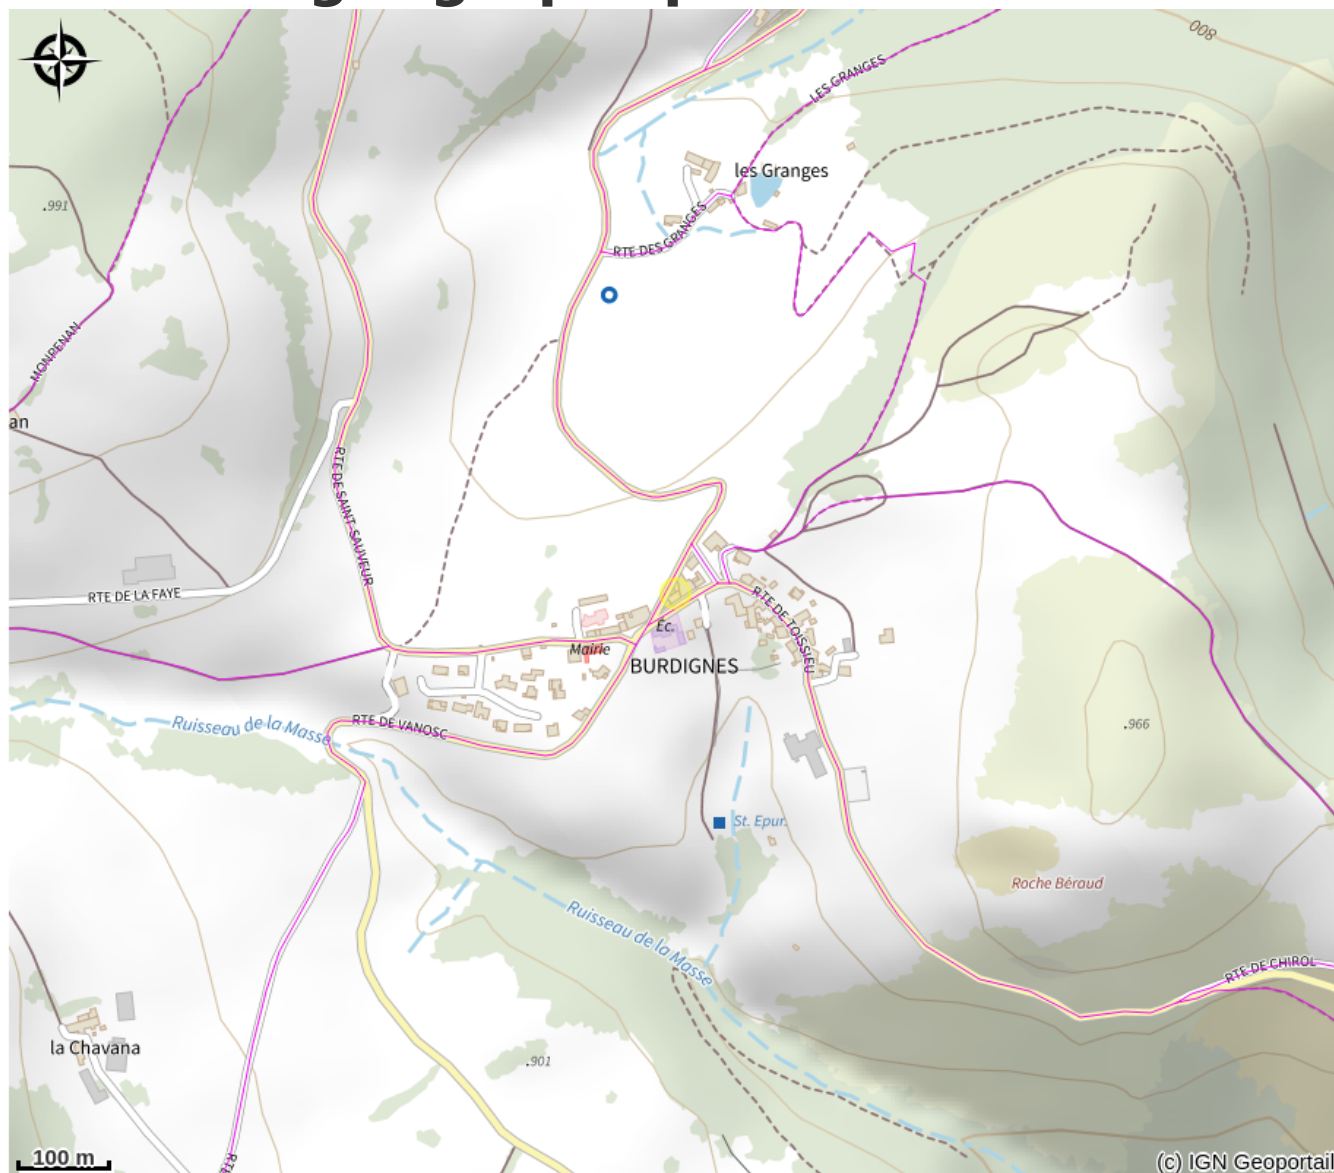 800
LES GRANGES
les Granges
.991
RTE DES GRANGES
MONPENAN
an
RTE DE SAINT-SAUVEUR
RTE DE LA FAYE
RTE DE TOISSIEU
Ec.
Mairie
BURDIGNES
RTE DE VANOSC
Ruisseau de la Masse
.966
St. Epur.
Roche Béraud
Ruisseau de la Masse
RTE DE CHIROL
la Chavana
.901
RTE
100 m
(c) IGN Geoportail